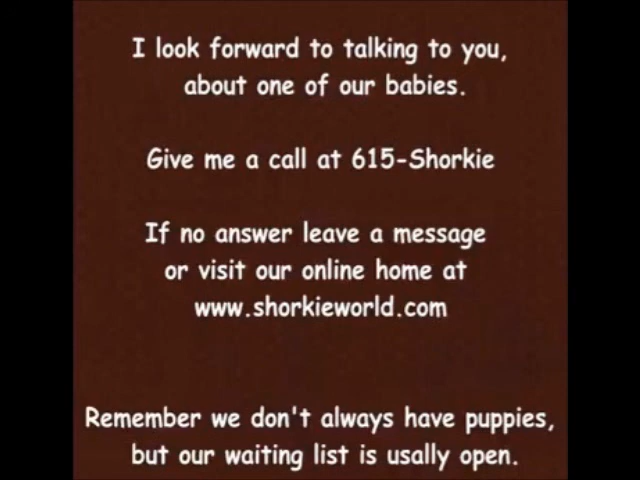 I look forward to talking to you,
about one of our babies.
Give me a call at 615-Shorkie
If no answer leave a message
or visit our online home at
www.shorkieworld.com
Remember we don't always have puppies,
but our waiting list is usally open.